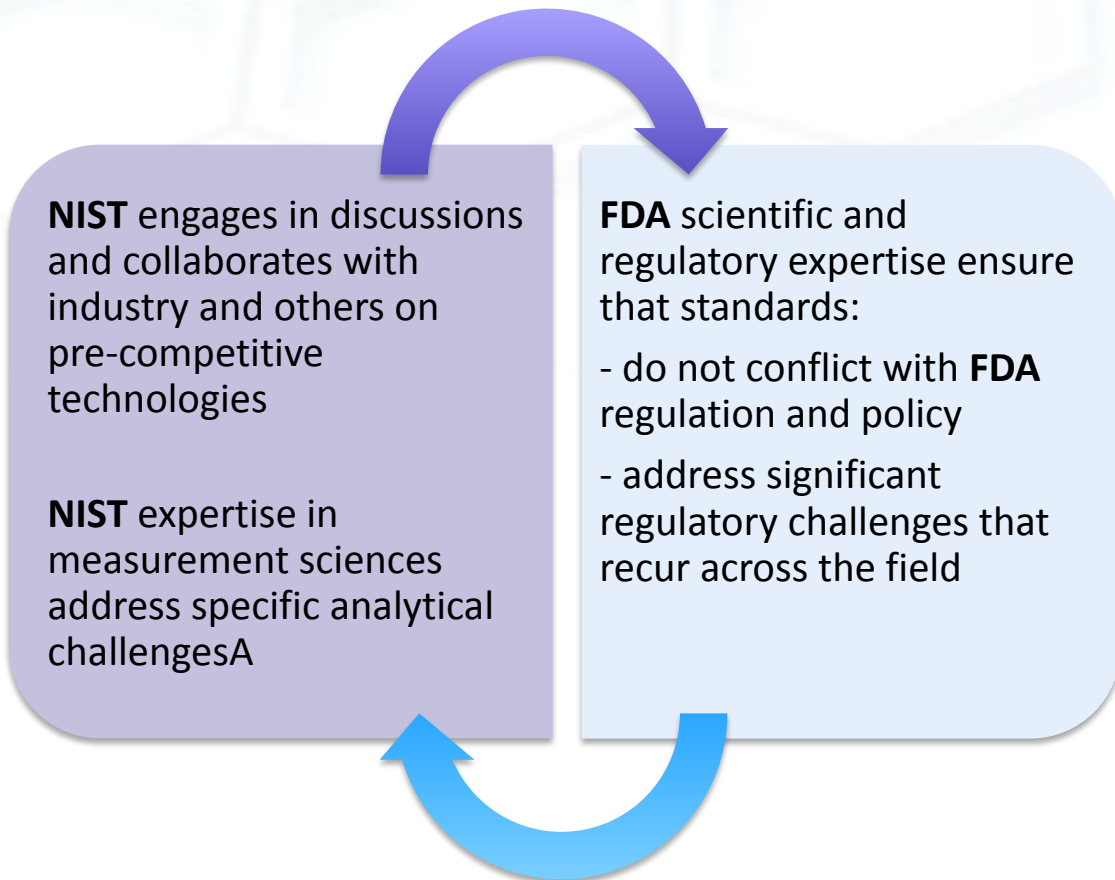 NIST engages in discussions
and collaborates with
industry and others on
pre-competitive
technologies
NIST expertise in
measurement sciences
address specific analytical
challengesA
FDA scientific and
regulatory expertise ensure
that standards:
- do not conflict with FDA
regulation and policy
- address significant
regulatory challenges that
recur across the field